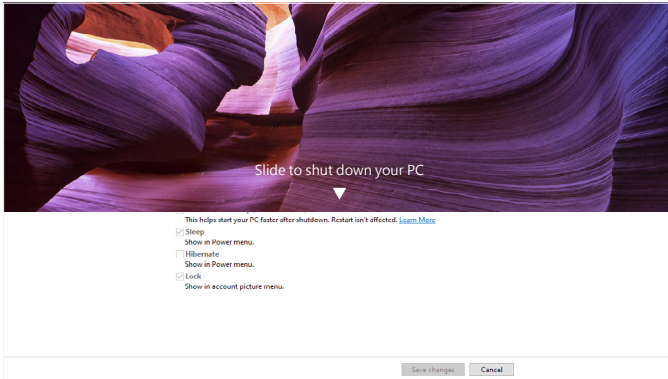 Slide to shut down your PC
This helps start your PC faster after shutdown. Restart isn't affected. Learn More
Sleep
Show in Power menu.
Hibernate
Show in Power menu.
Lock
Show in account picture menu.
Save changes Cancel